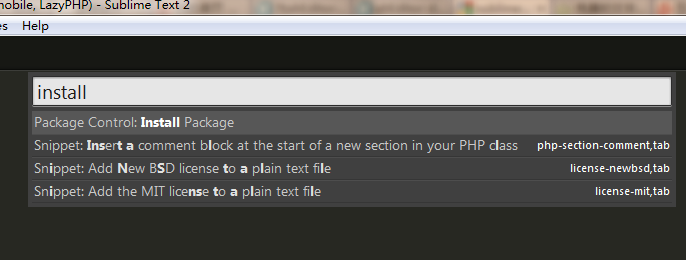 mobile, LazyPHP) - Sublime Text 2
es Help
install
Package Control: Install Package
Snippet: Insert a comment block at the start of a new section in your PHP class php-section-comment,tab
Snippet: Add New BSD license to a plain text file license-newbsd,tab
Snippet: Add the MIT license to a plain text file license-mit,tab